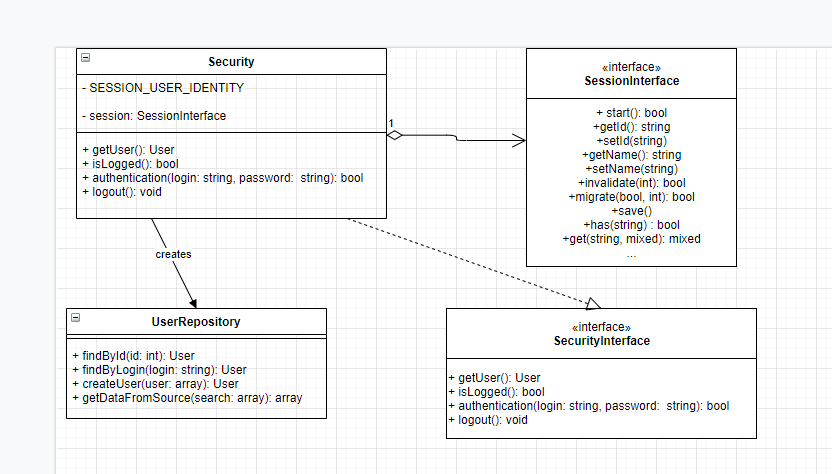 Security
- SESSION_USER_IDENTITY
- session: SessionInterface
+ getUser(): User
+ isLogged(): bool
+ authentication(login: string, password:  string): bool
+ logout(): void
1
«interface»
SessionInterface
+ start(): bool
+getId(): string
+setId(string)
+getName(): string
+setName(string)
+invalidate(int): bool
+migrate(bool, int): bool
+save()
+has(string) : bool
+get(string, mixed): mixed
...
creates
UserRepository
+ findById(id: int): User
+ findByLogin(login: string): User
+ createUser(user: array): User
+ getDataFromSource(search: array): array
«interface»
SecurityInterface
+ getUser(): User
+ isLogged(): bool
+ authentication(login: string, password:  string): bool
+ logout(): void